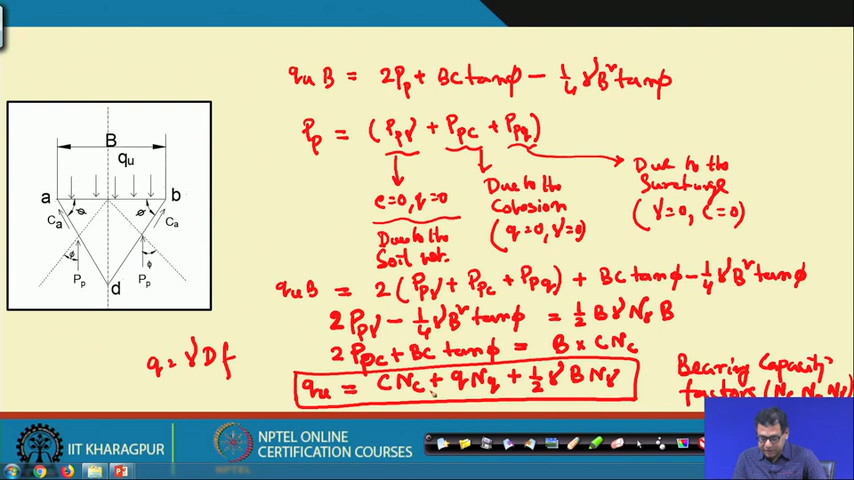 quB = 2Pp + BC tanϕ − 1/4 γB² tanϕ
Pp = (Ppγ + Ppc + Ppq)
c=0, q=0
Due to the
Soil wt.
Due to the
Cohesion
(q=0, γ=0)
Due to the
Surcharge
(γ=0, c=0)
quB = 2(Ppγ + Ppc + Ppq) + BC tanϕ − 1/4 γB² tanϕ
2Ppγ − 1/4 γB² tanϕ = 1/2 BγNγ B
2Ppc + BC tanϕ = B × CNc
qu = CNc + qNq + 1/2 γ B Nγ
q = γDf
Bearing Capacity
factors (Nc, Nq, Nγ)
B
qu
a
b
ϕ
ϕ
Ca
Ca
ϕ
ϕ
Pp
Pp
d
IIT KHARAGPUR
NPTEL ONLINE
CERTIFICATION COURSES